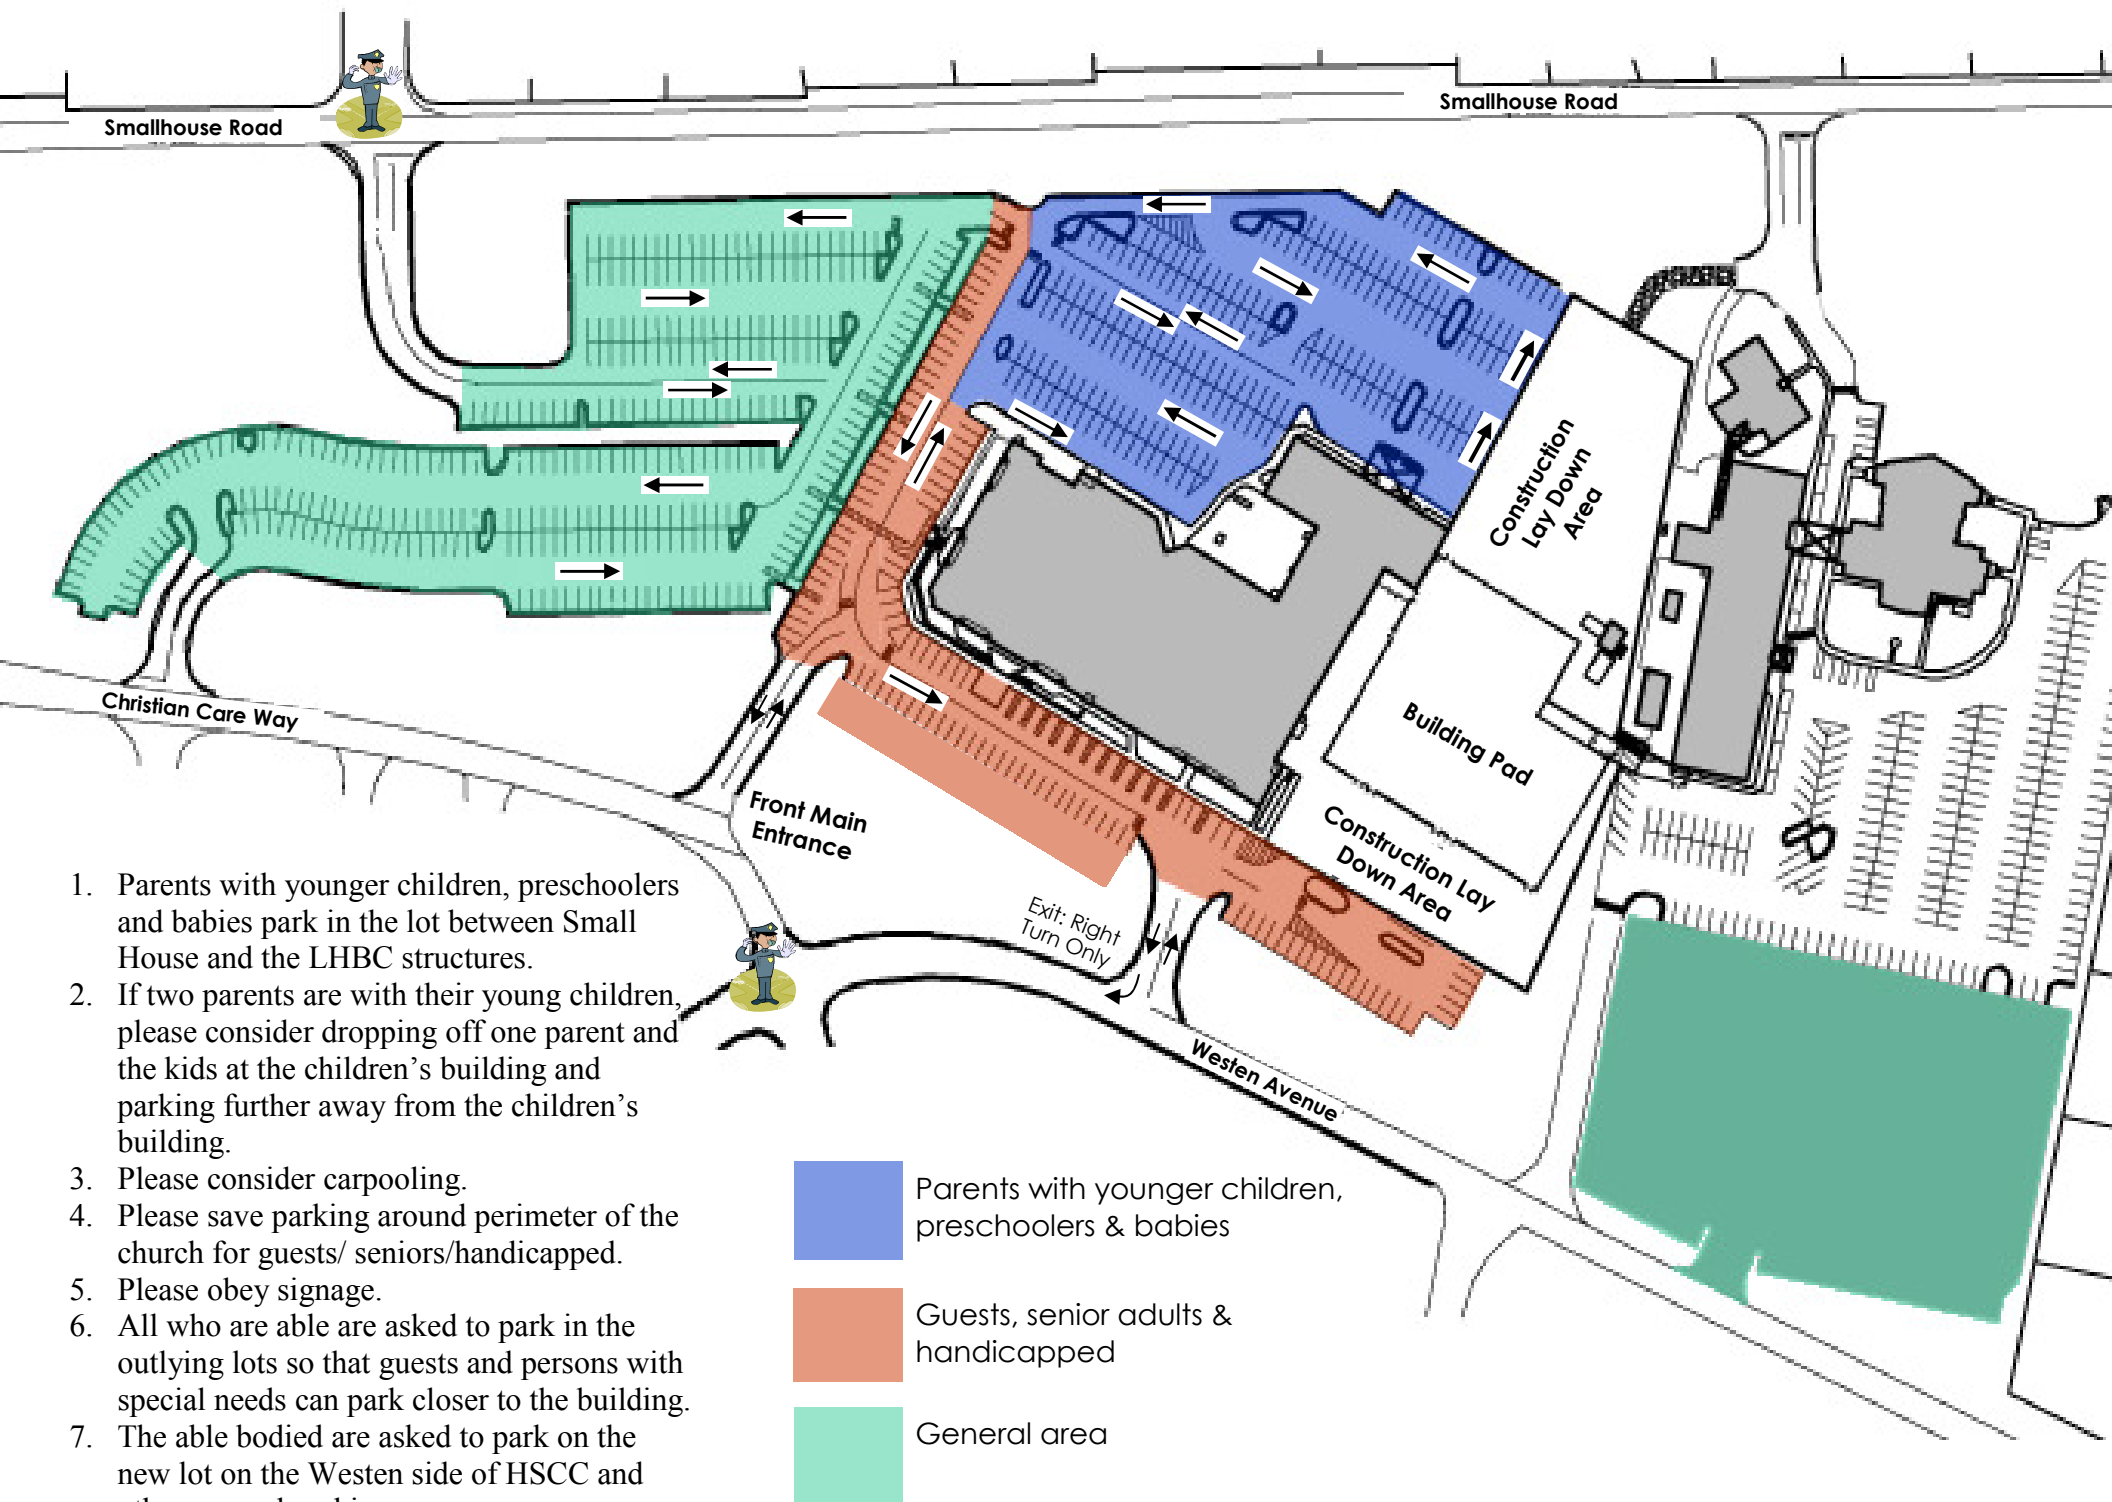 Smallhouse Road
Smallhouse Road
Construction
Lay Down
Area
Christian Care Way
Building Pad
Front Main
Entrance
Construction Lay
Down Area
Exit: Right
Turn Only
Westen Avenue
1. Parents with younger children, preschoolers
and babies park in the lot between Small
House and the LHBC structures.
2. If two parents are with their young children,
please consider dropping off one parent and
the kids at the children’s building and
parking further away from the children’s
building.
3. Please consider carpooling.
4. Please save parking around perimeter of the
church for guests/ seniors/handicapped.
5. Please obey signage.
6. All who are able are asked to park in the
outlying lots so that guests and persons with
special needs can park closer to the building.
7. The able bodied are asked to park on the
new lot on the Westen side of HSCC and
Parents with younger children,
preschoolers & babies
Guests, senior adults &
handicapped
General area